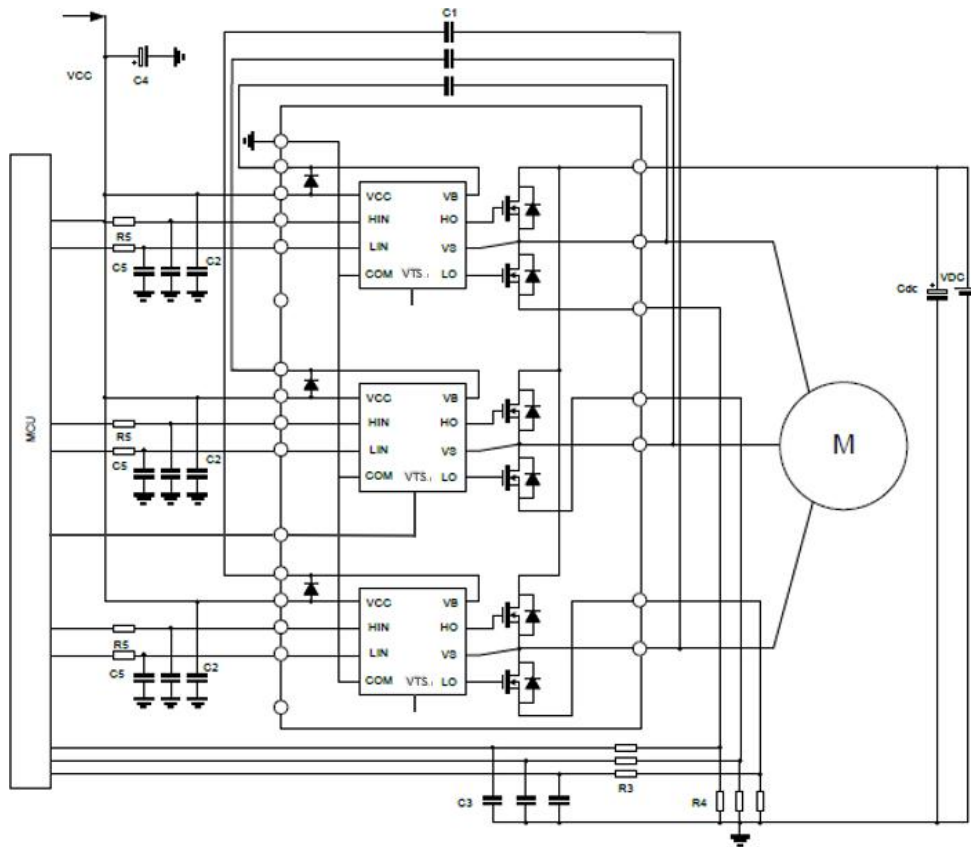 C1
VCC
C4
VCC VB
HIN HO
LIN VS
COM VTS. LO
R5
C5 C2
Cdc
VDC
MCU
VCC VB
HIN HO
LIN VS
COM VTS. LO
R5
C5 C2
M
VCC VB
HIN HO
LIN VS
COM VTS. LO
R5
C5 C2
R3
C3
R4